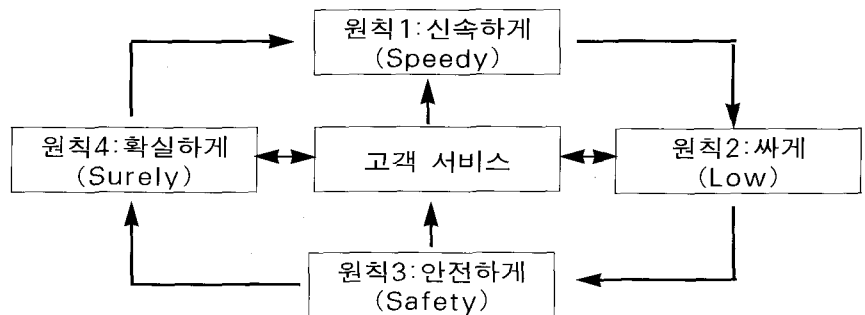 원칙1:신속하게
(Speedy)
원칙4:확실하게
(Surely)
고객 서비스
원칙2:싸게
(Low)
원칙3:안전하게
(Safety)